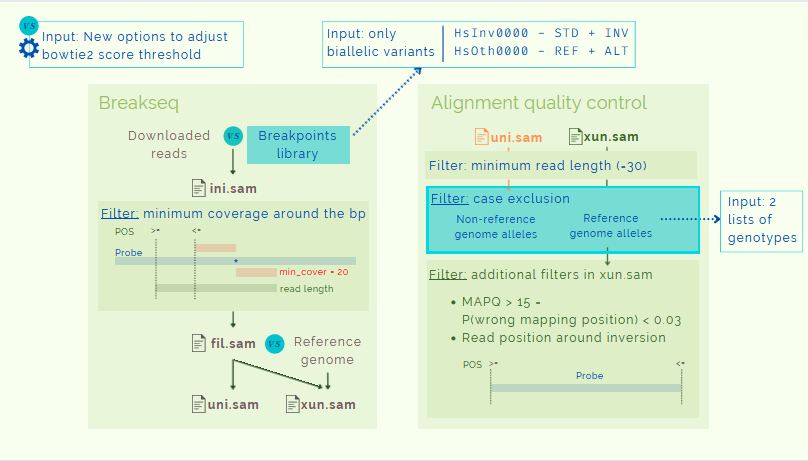 VS
Input: New options to adjust
bowtie2 score threshold
Input: only
biallelic variants
HsInv0000 - STD + INV
HsOth0000 - REF + ALT
Breakseq
Downloaded
reads
VS
Breakpoints
library
ini.sam
Filter: minimum coverage around the bp
POS >= <=
Probe
*
min_cover = 20
read length
fil.sam
VS
Reference
genome
uni.sam
xun.sam
Alignment quality control
uni.sam
xun.sam
Filter: minimum read length (~30)
Filter: case exclusion
Non-reference
genome alleles
Reference
genome alleles
Input: 2
lists of
genotypes
Filter: additional filters in xun.sam
• MAPQ > 15 ~
P(wrong mapping position) < 0.03
• Read position around inversion
POS >= <=
Probe